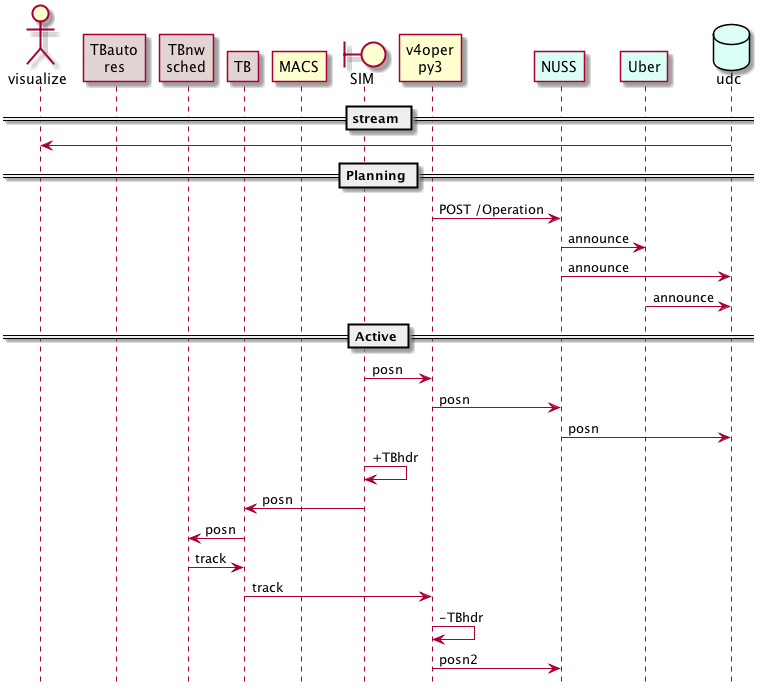 visualize
TBauto
res
TBnw
sched
TB
MACS
SIM
v4oper
py3
NUSS
Uber
udc
stream
Planning
POST /Operation
announce
announce
announce
Active
posn
posn
posn
+TBhdr
posn
posn
track
track
-TBhdr
posn2